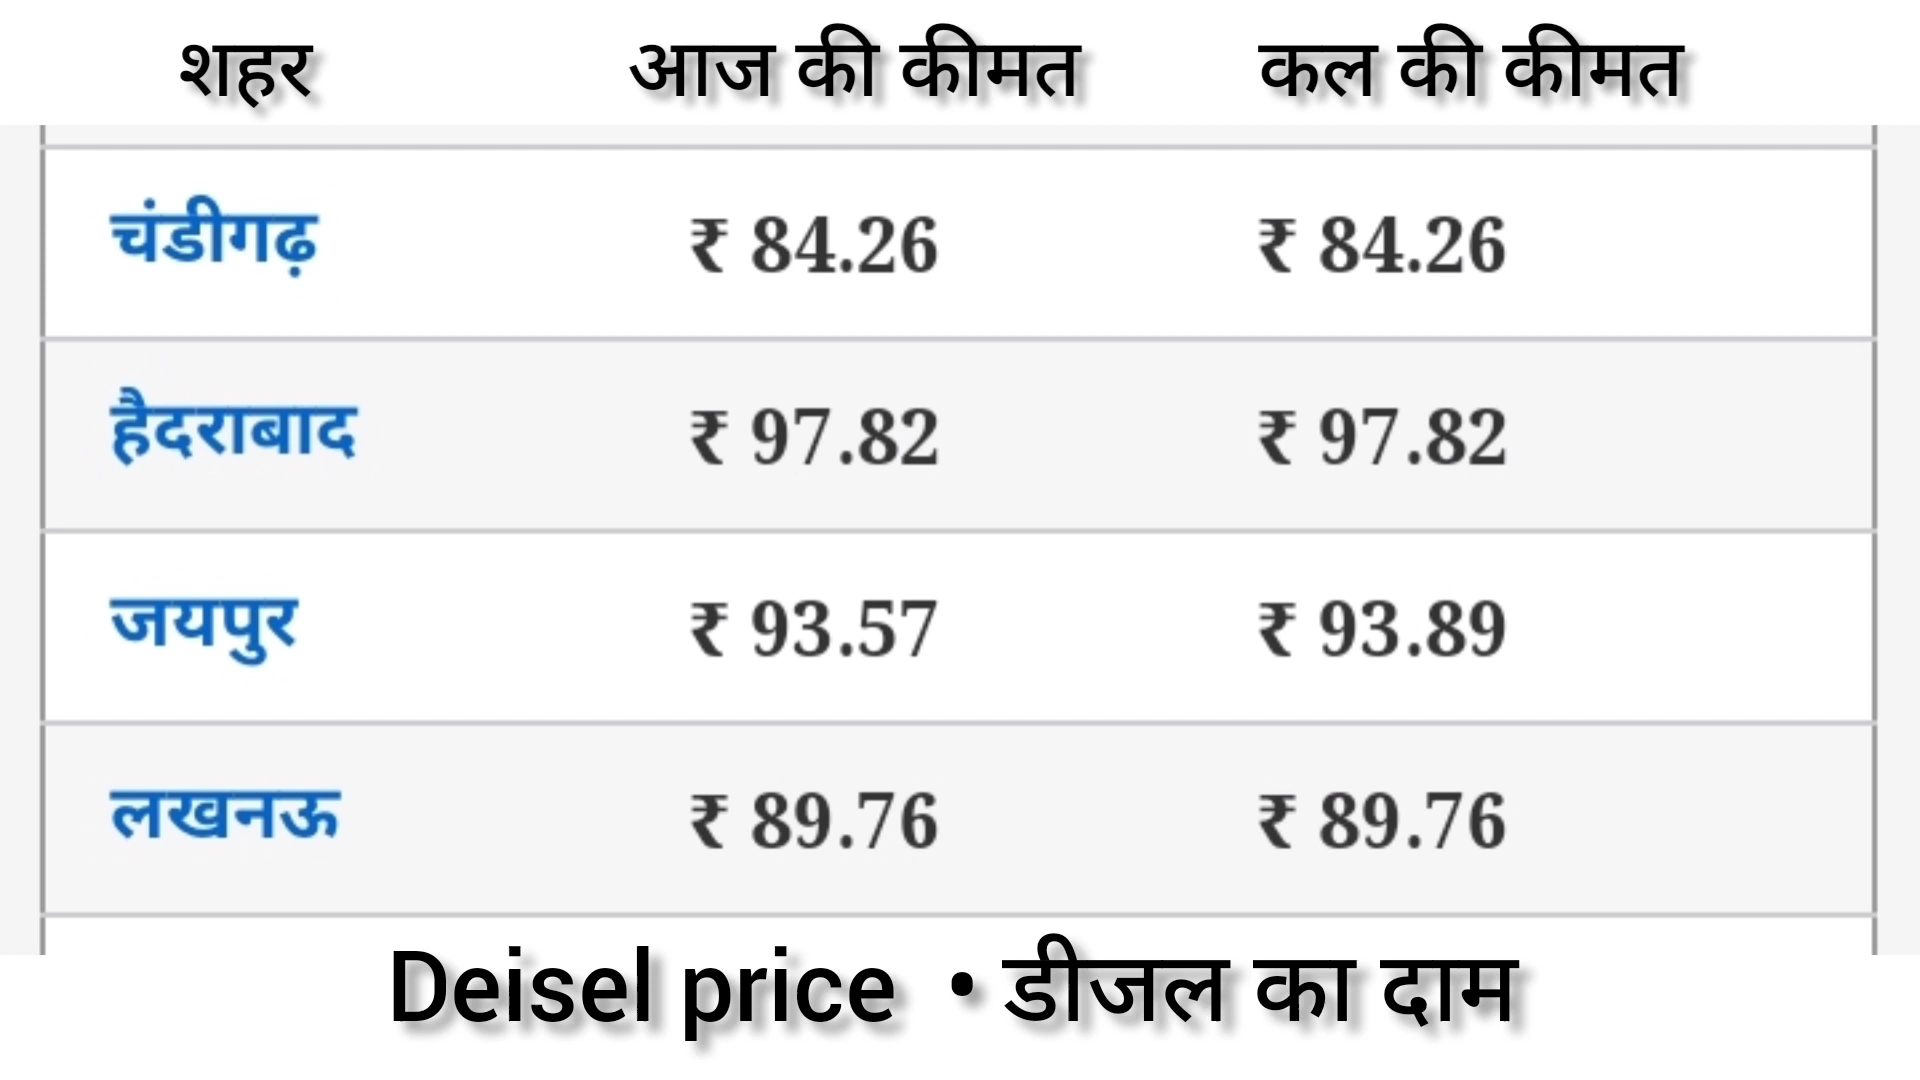 शहर आज की कीमत कल की कीमत
चंडीगढ़ ₹ 84.26 ₹ 84.26
हैदराबाद ₹ 97.82 ₹ 97.82
जयपुर ₹ 93.57 ₹ 93.89
लखनऊ ₹ 89.76 ₹ 89.76
Deisel price • डीजल का दाम